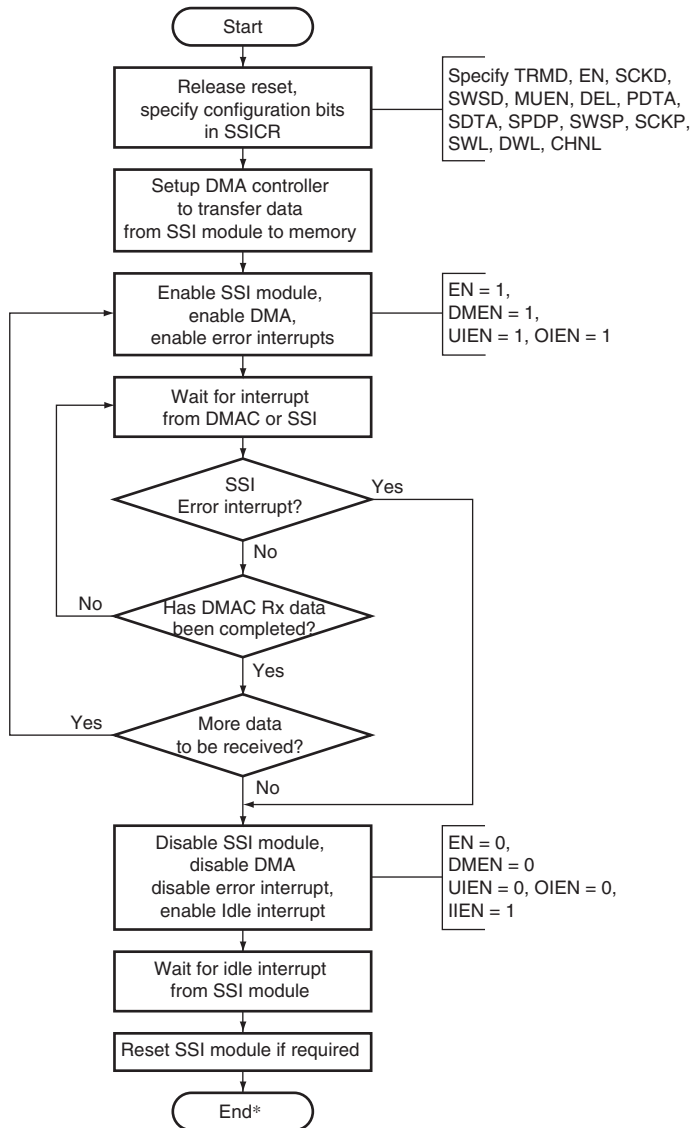 Start
Release reset,
specify configuration bits
in SSICR
Specify TRMD, EN, SCKD,
SWSD, MUEN, DEL, PDTA,
SDTA, SPDP, SWSP, SCKP,
SWL, DWL, CHNL
Setup DMA controller
to transfer data
from SSI module to memory
Enable SSI module,
enable DMA,
enable error interrupts
EN = 1,
DMEN = 1,
UIEN = 1, OIEN = 1
Wait for interrupt
from DMAC or SSI
SSI
Error interrupt?
Yes
No
Has DMAC Rx data
been completed?
No
Yes
More data
to be received?
Yes
No
Disable SSI module,
disable DMA
disable error interrupt,
enable Idle interrupt
EN = 0,
DMEN = 0
UIEN = 0, OIEN = 0,
IIEN = 1
Wait for idle interrupt
from SSI module
Reset SSI module if required
End*